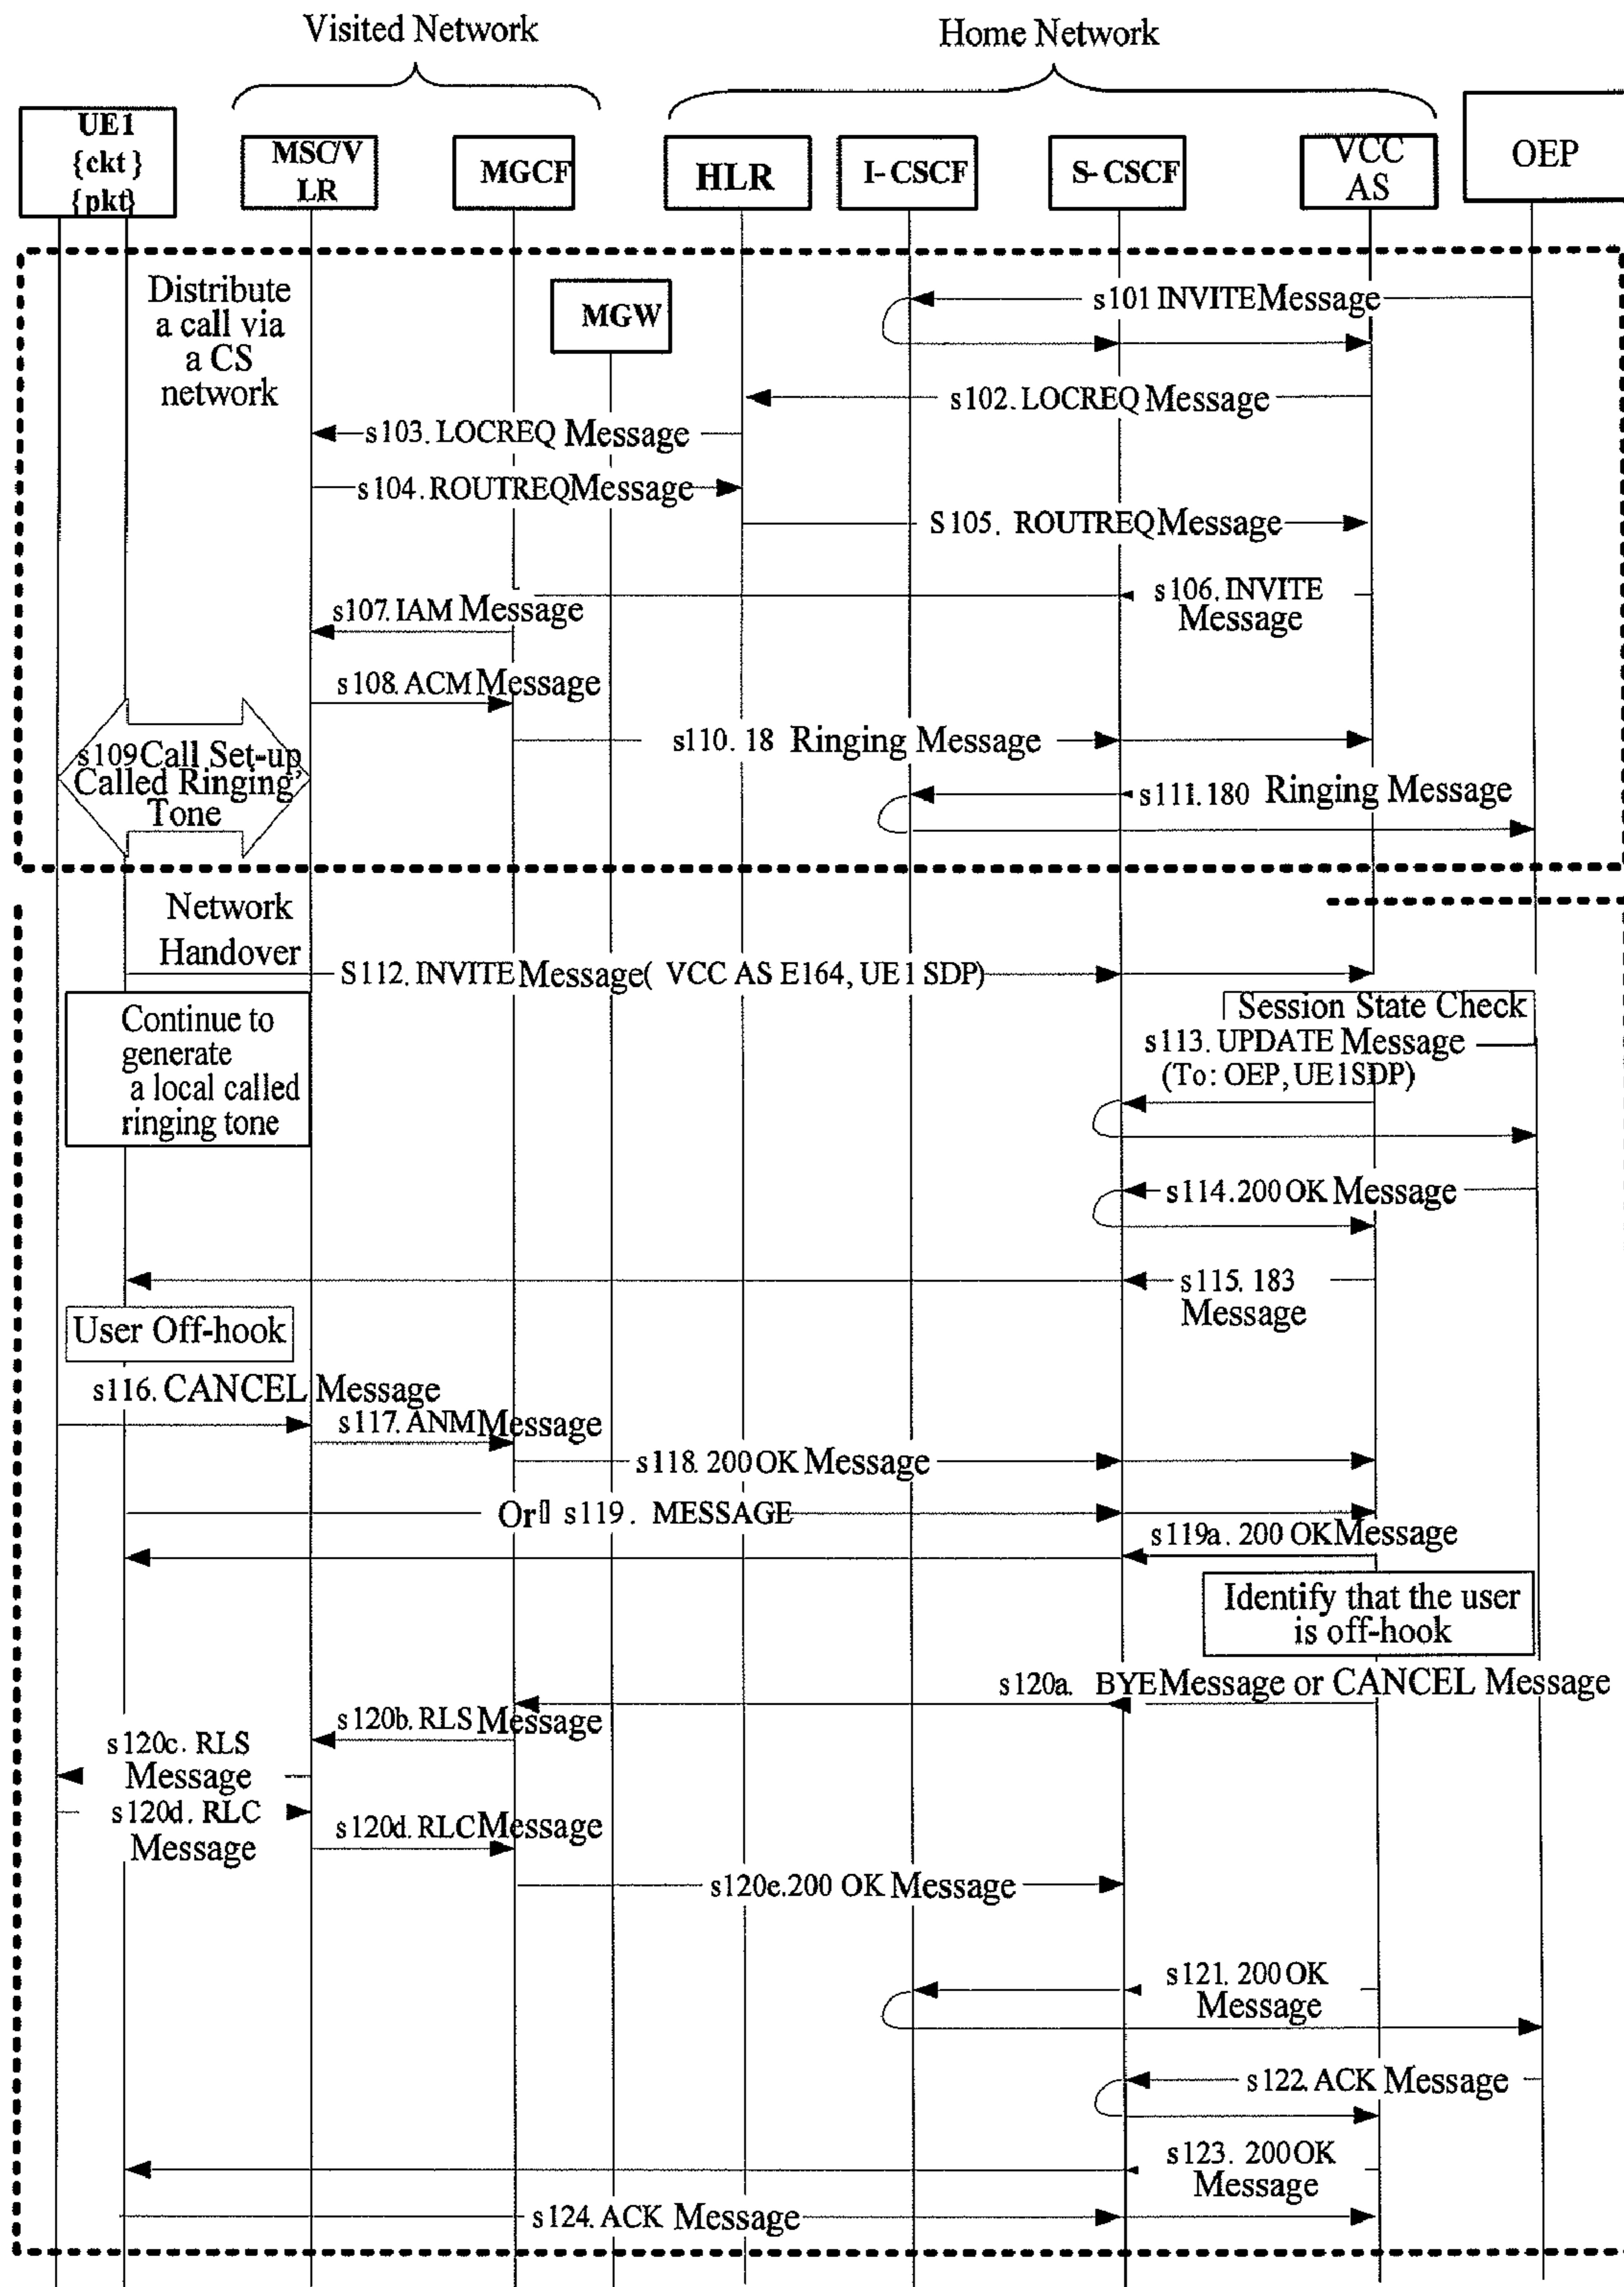 Visited Network
Home Network
UE1
{ckt}
{pkt}
MSC/V
LR
MGCF
HLR
I-CSCF
S-CSCF
VCC
AS
OEP
Distribute
a call via
a CS
network
MGW
s101 INVITE Message
s102. LOCREQ Message
s103. LOCREQ Message
s104. ROUTREQ Message
S105. ROUTREQ Message
s106. INVITE
Message
s107. IAM Message
s108. ACM Message
s109 Call Set-up,
Called Ringing
Tone
s110. 18 Ringing Message
s111. 180 Ringing Message
Network
Handover
S112. INVITE Message( VCC AS E164, UE1 SDP)
Continue to
generate
a local called
ringing tone
Session State Check
s113. UPDATE Message
(To: OEP, UE1SDP)
s114. 200 OK Message
s115. 183
Message
User Off-hook
s116. CANCEL Message
s117. ANM Message
s118. 200 OK Message
Or▯ s119. MESSAGE
s119a. 200 OK Message
Identify that the user
is off-hook
s120a. BYE Message or CANCEL Message
s120b. RLS Message
s120c. RLS
Message
s120d. RLC
Message
s120d. RLC Message
s120e. 200 OK Message
s121. 200 OK
Message
s122. ACK Message
s123. 200 OK
Message
s124. ACK Message